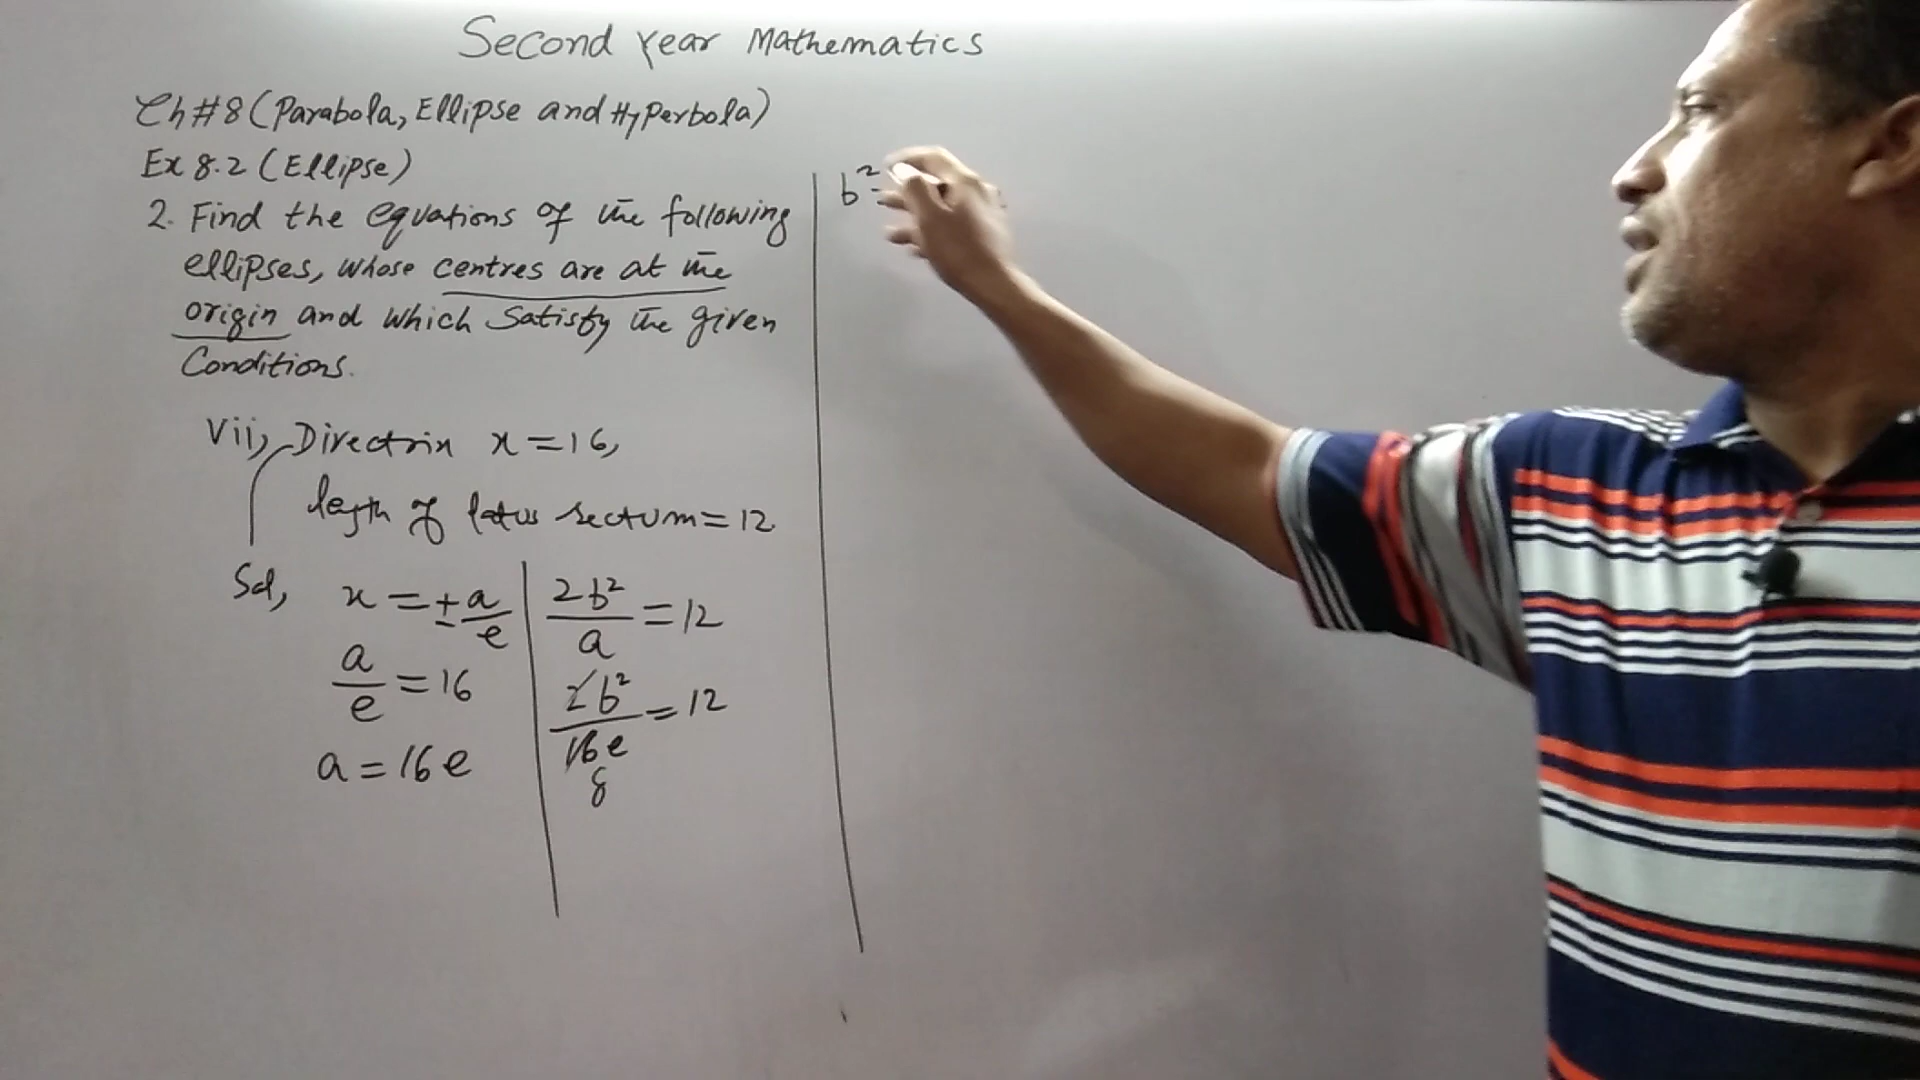 Second Year Mathematics
Ch#8 (Parabola, Ellipse and HyPerbola)
Ex 8.2 (Ellipse)
2. Find the equations of the following
ellipses, whose centres are at the
origin and which satisfy the given
Conditions.
Vii, Directrix x = 16,
length of latus rectum = 12
Sol, x = ± a/e
a/e = 16
a = 16e
2b²/a = 12
2b²/16e = 12
8
b² =